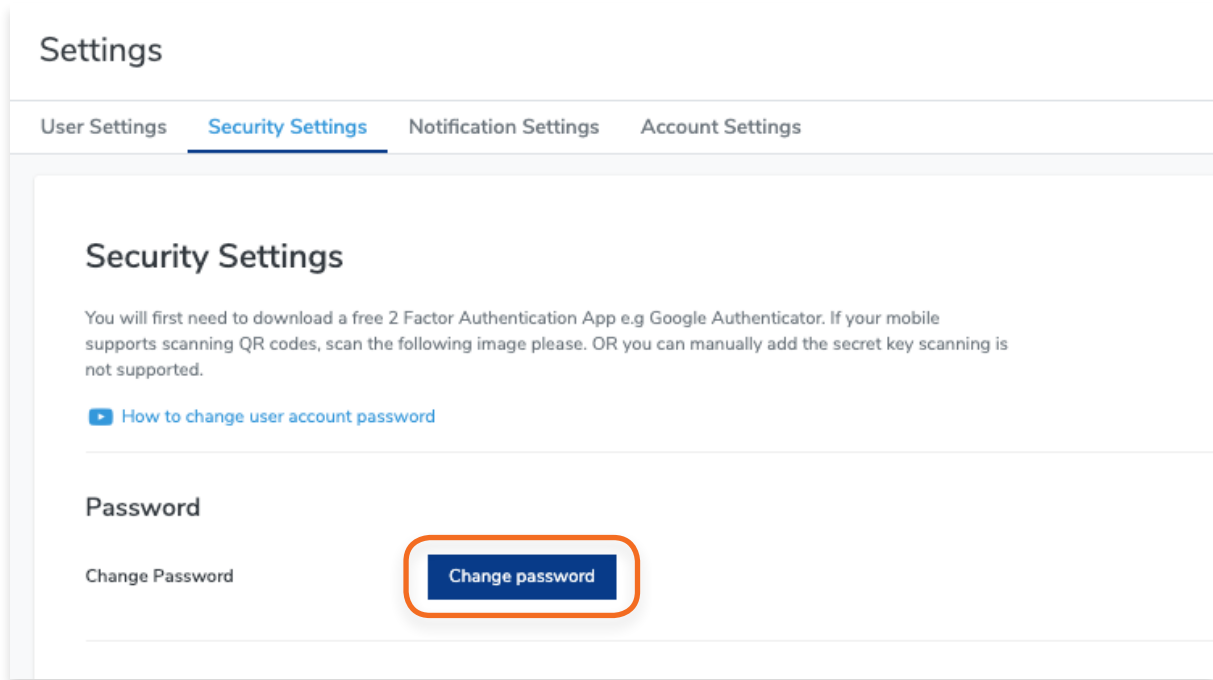 Settings
User Settings Security Settings Notification Settings Account Settings
Security Settings
You will first need to download a free 2 Factor Authentication App e.g Google Authenticator. If your mobile
supports scanning QR codes, scan the following image please. OR you can manually add the secret key scanning is
not supported.
How to change user account password
Password
Change Password Change password